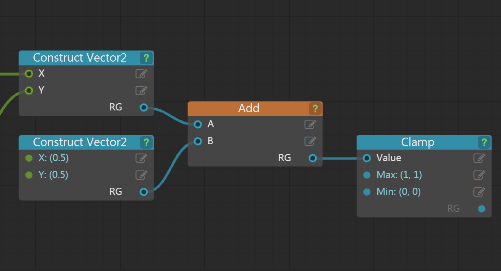 Construct Vector2 ?
X
Y
RG
Construct Vector2 ?
X: (0.5)
Y: (0.5)
RG
Add ?
A
B
RG
Clamp ?
Value
Max: (1, 1)
Min: (0, 0)
RG